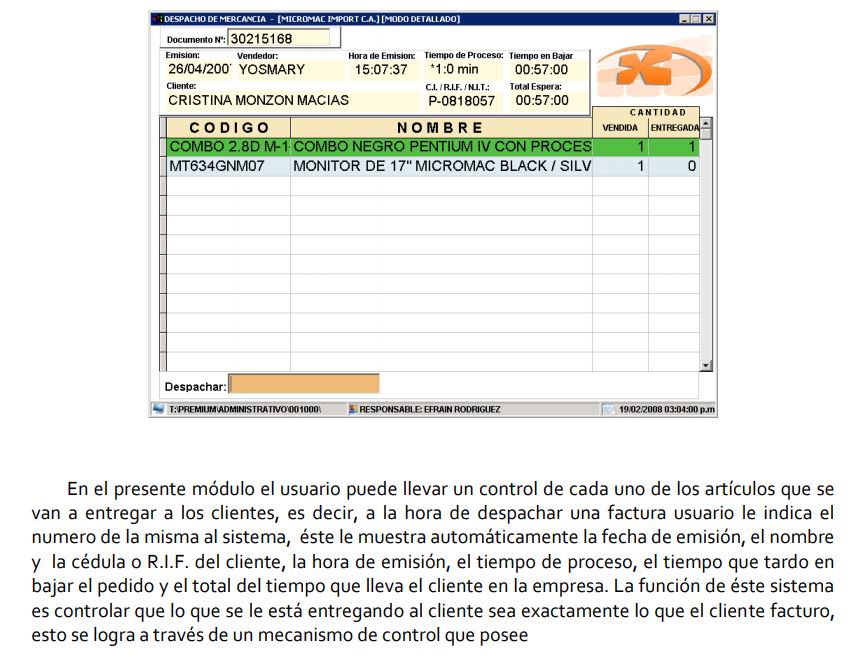 DESPACHO DE MERCANCIA - [MICROMAC IMPORT C.A.] [MODO DETALLADO]
Documento Nº: 30215168
Emision: Vendedor: Hora de Emision: Tiempo de Proceso: Tiempo en Bajar
26/04/200 YOSMARY 15:07:37 *1:0 min 00:57:00
Cliente: C.I. / R.I.F. / N.I.T.: Total Espera:
CRISTINA MONZON MACIAS P-0818057 00:57:00
CANTIDAD
CODIGO NOMBRE VENDIDA ENTREGADA
COMBO 2.8D M-1 COMBO NEGRO PENTIUM IV CON PROCES 1 1
MT634GNM07 MONITOR DE 17" MICROMAC BLACK / SILV 1 0
Despachar:
T:\PREMIUM\ADMINISTRATIVO\001000\ RESPONSABLE: EFRAIN RODRIGUEZ 19/02/2008 03:04:00 p.m
En el presente módulo el usuario puede llevar un control de cada uno de los artículos que se
van a entregar a los clientes, es decir, a la hora de despachar una factura usuario le indica el
numero de la misma al sistema, éste le muestra automáticamente la fecha de emisión, el nombre
y la cédula o R.I.F. del cliente, la hora de emisión, el tiempo de proceso, el tiempo que tardo en
bajar el pedido y el total del tiempo que lleva el cliente en la empresa. La función de éste sistema
es controlar que lo que se le está entregando al cliente sea exactamente lo que el cliente facturo,
esto se logra a través de un mecanismo de control que posee